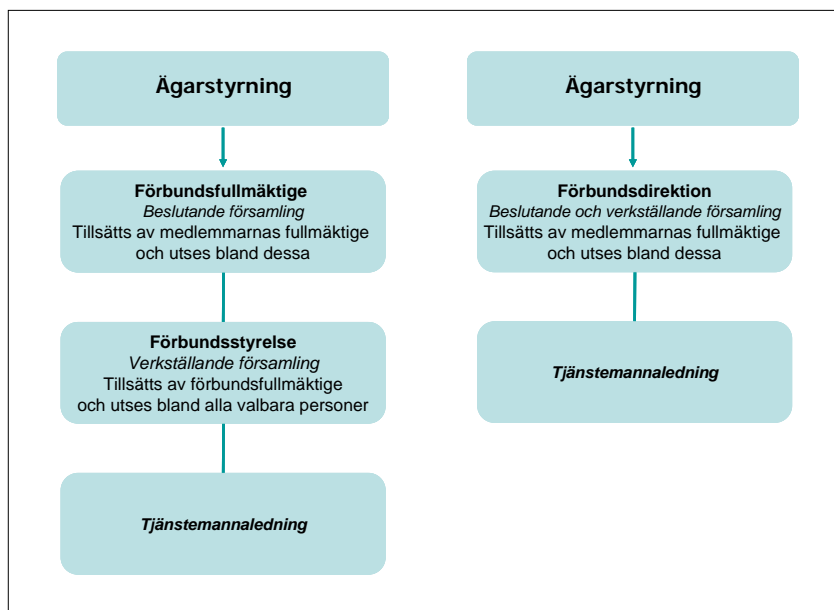 Ägarstyrning
Förbundsfullmäktige
Beslutande församling
Tillsätts av medlemmarnas fullmäktige
och utses bland dessa
Förbundsstyrelse
Verkställande församling
Tillsätts av förbundsfullmäktige
och utses bland alla valbara personer
Tjänstemannaledning
Ägarstyrning
Förbundsdirektion
Beslutande och verkställande församling
Tillsätts av medlemmarnas fullmäktige
och utses bland dessa
Tjänstemannaledning